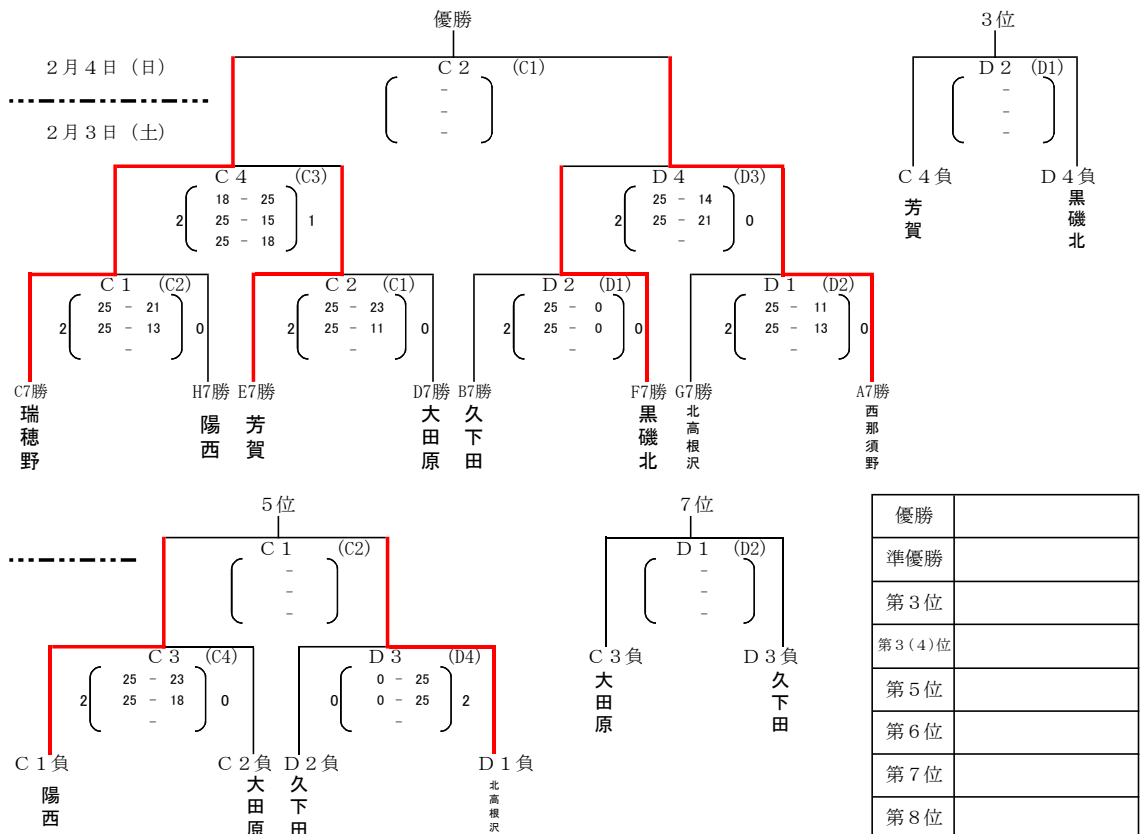 優勝
3位
2月4日（日）
C2 (C1)
-
-
-
D2 (D1)
-
-
-
2月3日（土）
C4負
芳賀
D4負
黒磯北
C4 (C3)
18 - 25
2 25 - 15 1
25 - 18
D4 (D3)
25 - 14
2 25 - 21 0
-
C1 (C2)
25 - 21
2 25 - 13 0
-
C2 (C1)
25 - 23
2 25 - 11 0
-
D2 (D1)
25 - 0
2 25 - 0 0
-
D1 (D2)
25 - 11
2 25 - 13 0
-
C7勝
瑞穂野
H7勝
陽西
E7勝
芳賀
D7勝
大田原
B7勝
久下田
F7勝
黒磯北
G7勝
北高根沢
A7勝
西那須野
5位
C1 (C2)
-
-
-
C3 (C4)
25 - 23
2 25 - 18 0
-
D3 (D4)
0 - 25
0 0 - 25 2
-
C1負
陽西
C2負
大田原
D2負
久下田
D1負
北高根沢
7位
D1 (D2)
-
-
-
C3負
大田原
D3負
久下田
優勝
準優勝
第3位
第3(4)位
第5位
第6位
第7位
第8位